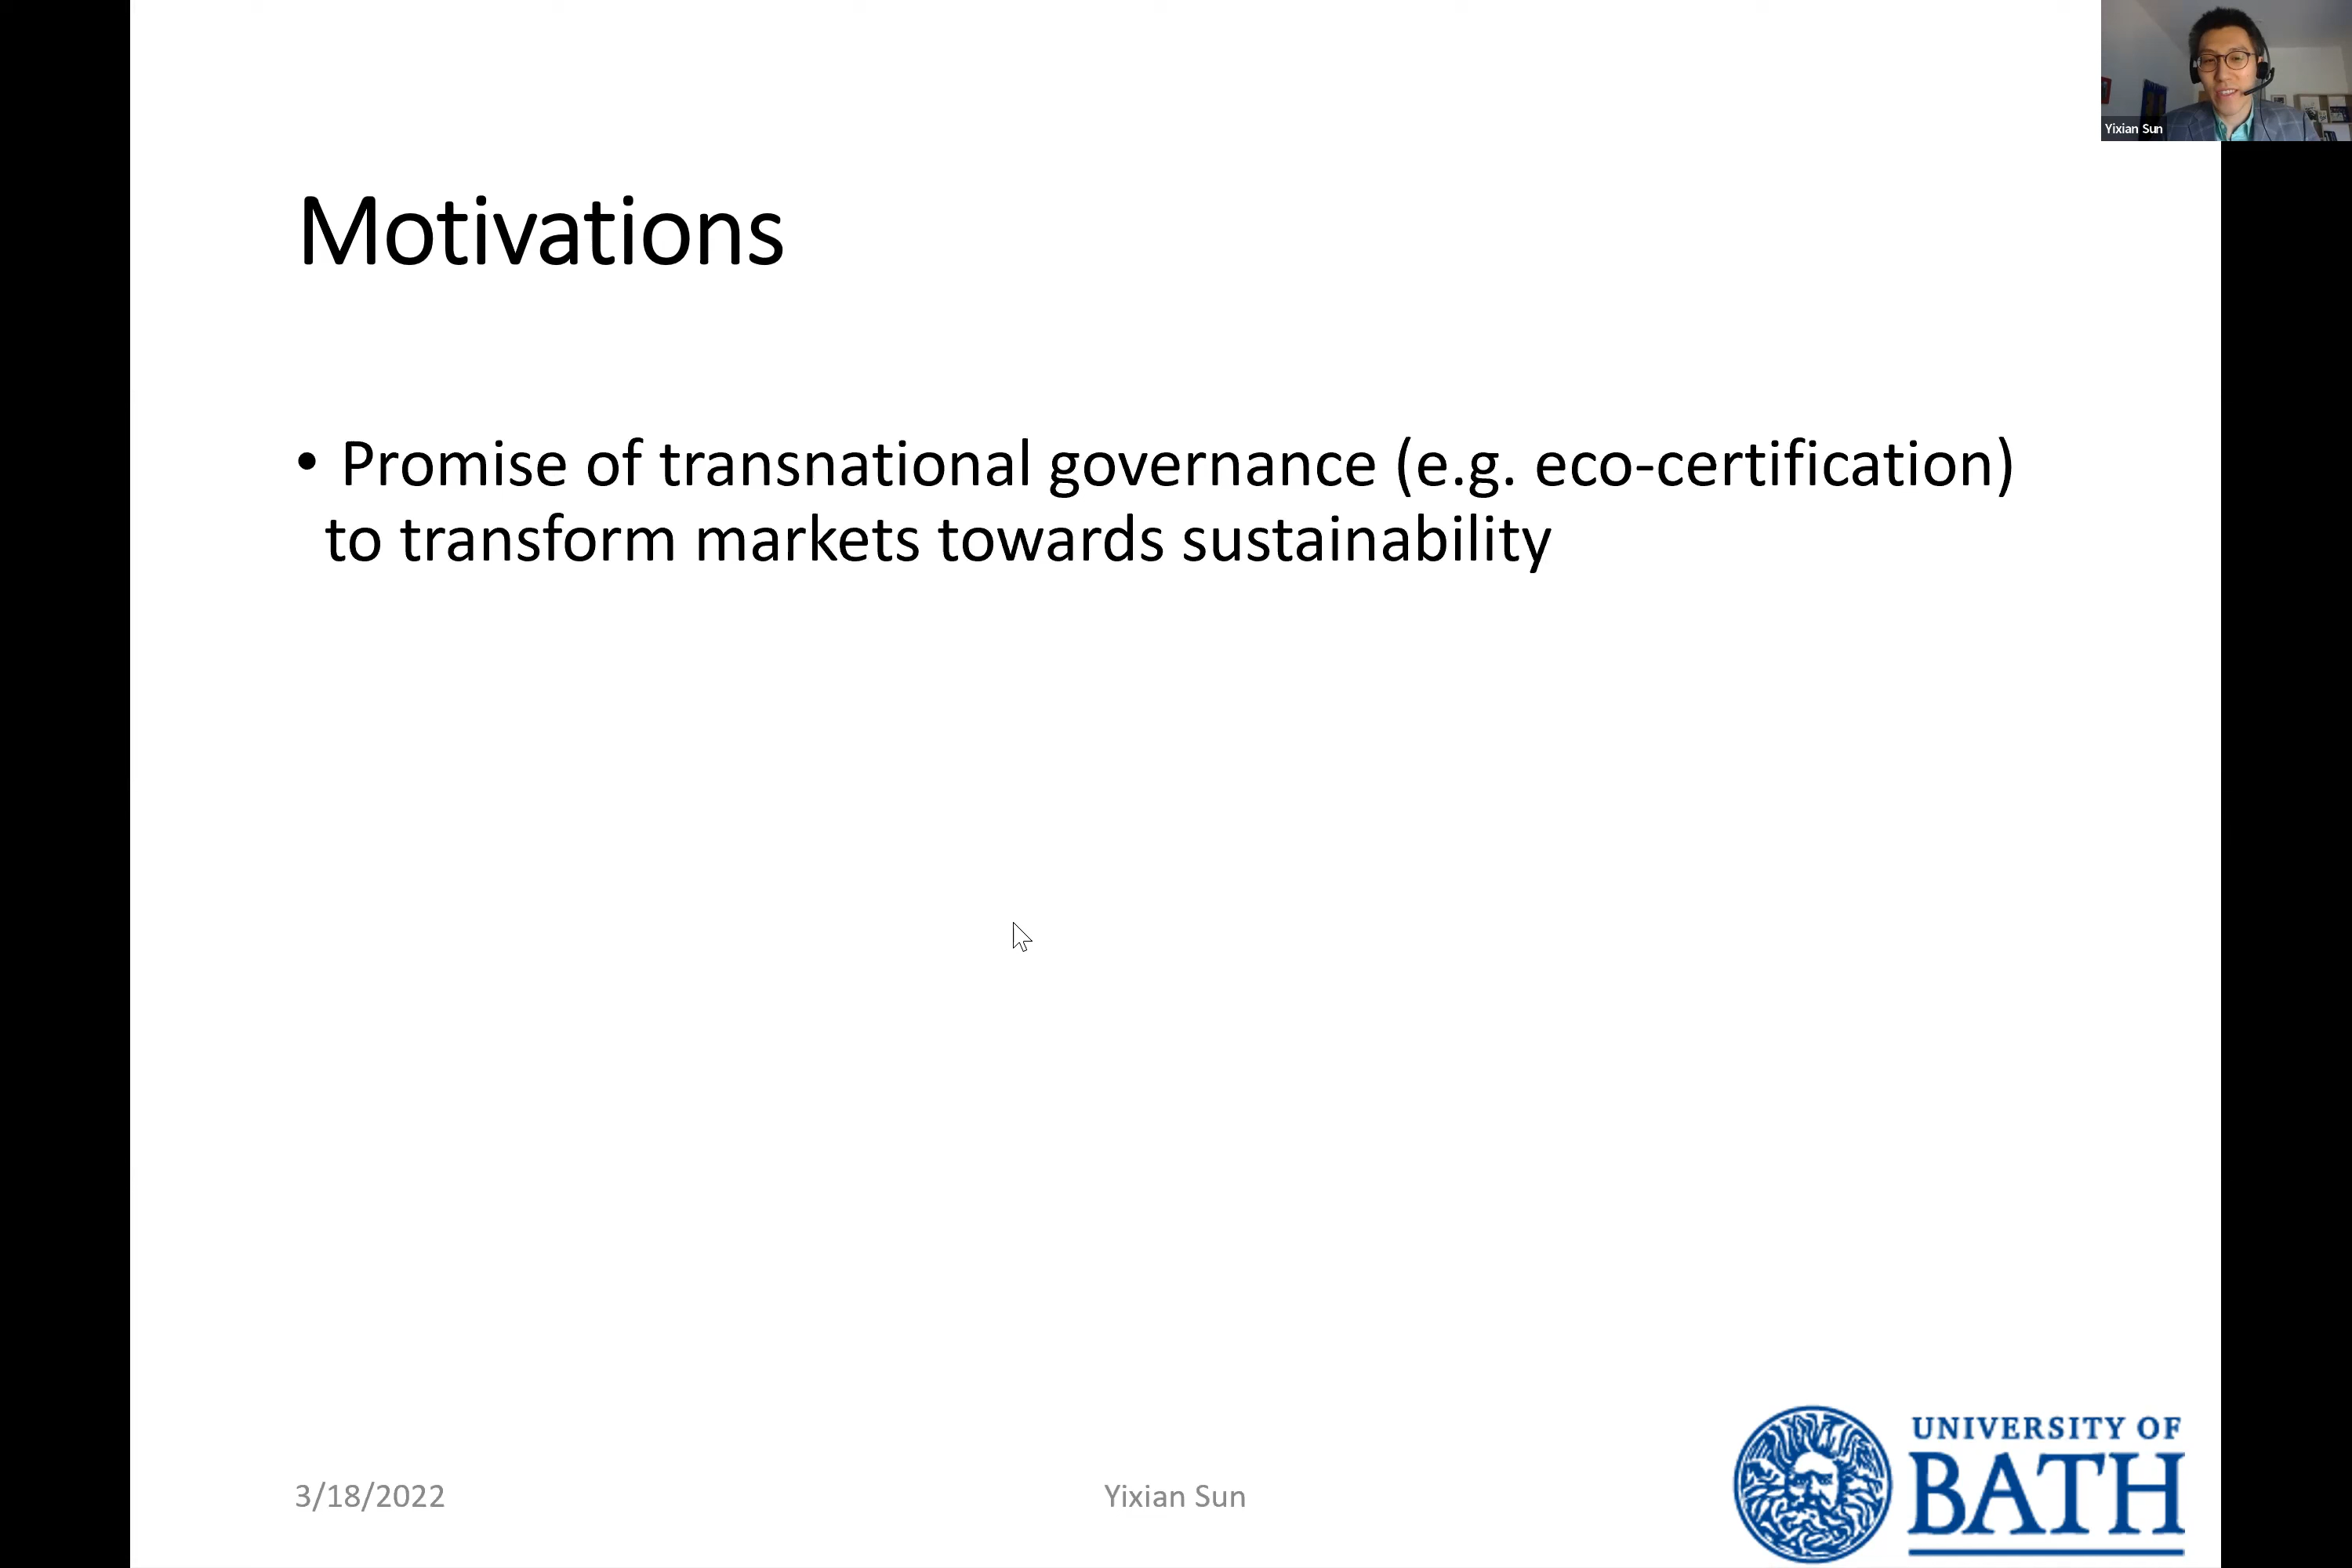 Yixian Sun
Motivations
• Promise of transnational governance (e.g. eco-certification)
to transform markets towards sustainability
3/18/2022
Yixian Sun
UNIVERSITY OF
BATH